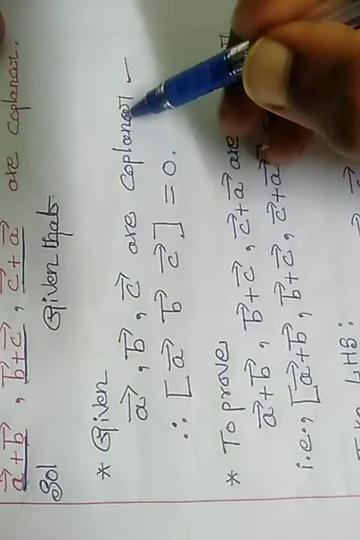 a⃗+b⃗ , b⃗+c⃗ , c⃗+a⃗ are coplanar.
Sol Given that
* Given
a⃗ , b⃗ , c⃗ are coplanar –
∴ [a⃗ b⃗ c⃗] = 0.
* To prove
a⃗+b⃗ , b⃗+c⃗ , c⃗+a⃗ are
i.e., [a⃗+b⃗ , b⃗+c⃗ , c⃗+a⃗
LHS: